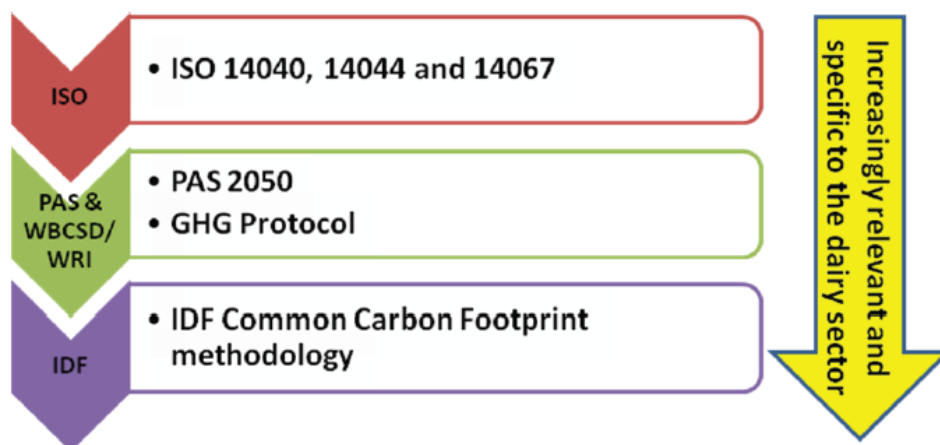 ISO
• ISO 14040, 14044 and 14067
PAS &
WBCSD/
WRI
• PAS 2050
• GHG Protocol
IDF
• IDF Common Carbon Footprint
methodology
Increasingly relevant and
specific to the dairy sector